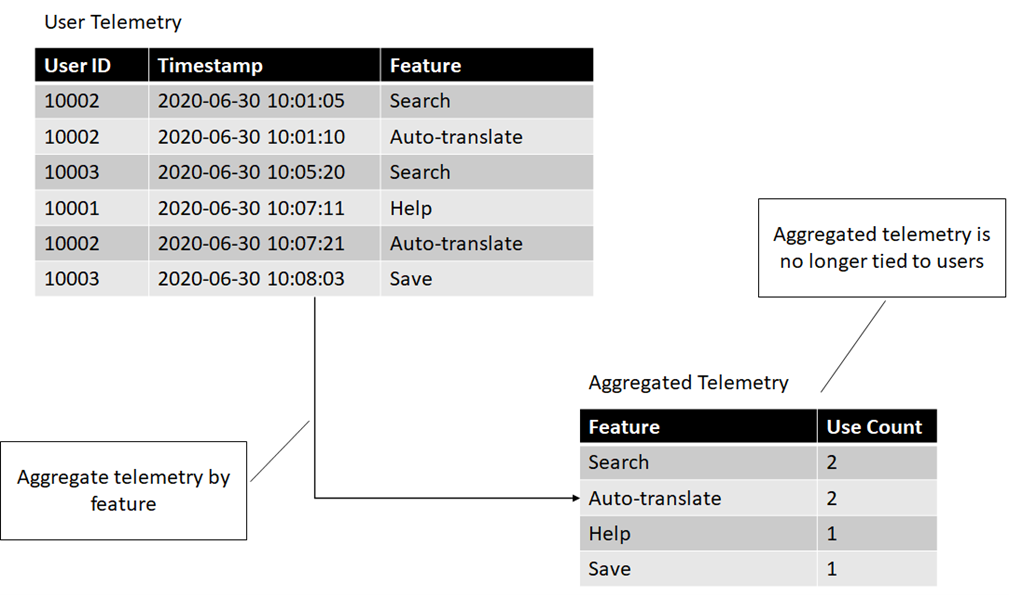 User Telemetry
User ID Timestamp Feature
10002 2020-06-30 10:01:05 Search
10002 2020-06-30 10:01:10 Auto-translate
10003 2020-06-30 10:05:20 Search
10001 2020-06-30 10:07:11 Help
10002 2020-06-30 10:07:21 Auto-translate
10003 2020-06-30 10:08:03 Save
Aggregated telemetry is
no longer tied to users
Aggregate telemetry by
feature
Aggregated Telemetry
Feature Use Count
Search 2
Auto-translate 2
Help 1
Save 1